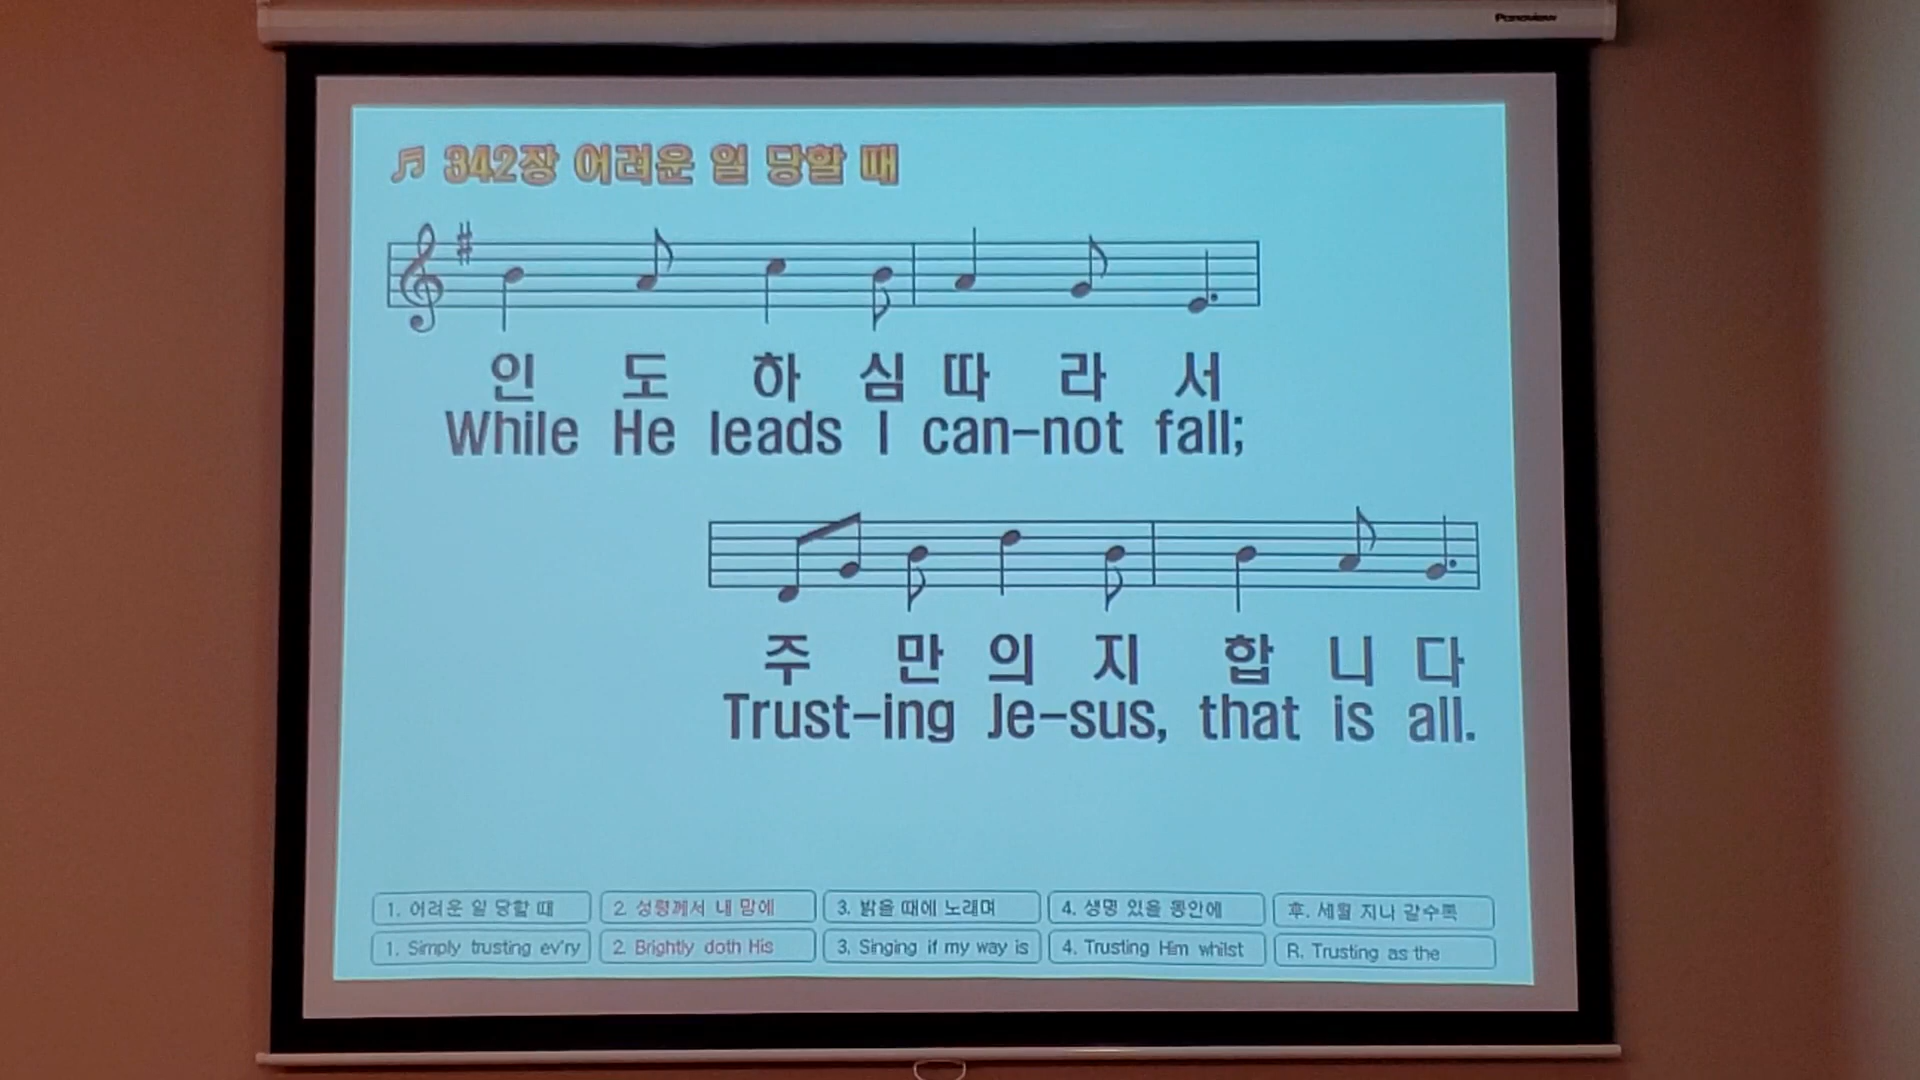 Panoview
♬ 342장 어려운 일 당할 때
인 도 하 심 따 라 서
While He leads I can-not fall;
주 만 의 지 합 니 다
Trust-ing Je-sus, that is all.
1. 어려운 일 당할 때
2. 성령께서 내 맘에
3. 밝을 때에 노래며
4. 생명 있을 동안에
후. 세월 지나 갈수록
1. Simply trusting ev'ry
2. Brightly doth His
3. Singing if my way is
4. Trusting Him whilst
R. Trusting as the